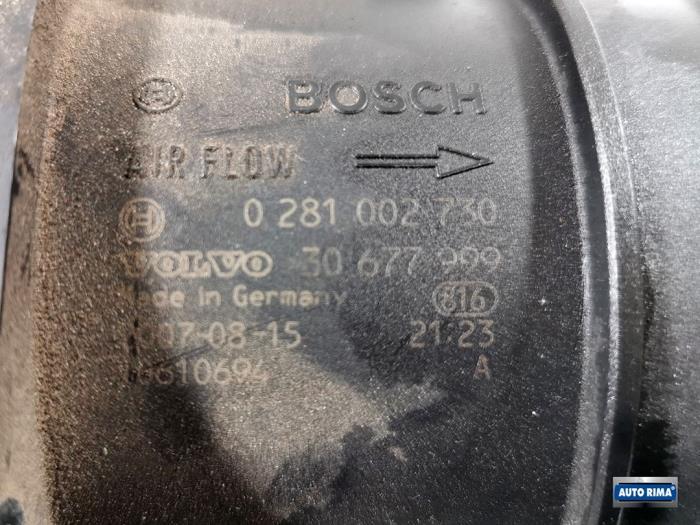 BOSCH
AIR FLOW
0 281 002 730
VOLVO 30 677 999
Made in Germany 816
2007-08-15 21:23
A
AUTO RIMA